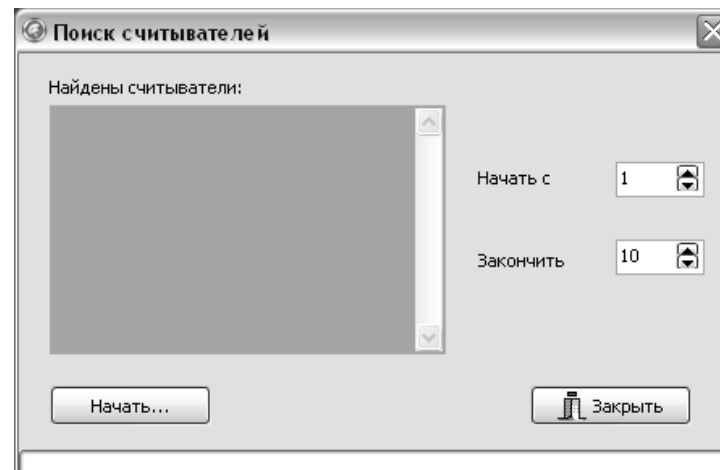 Поиск считывателей
Найдены считыватели:
Начать с
1
Закончить
10
Начать...
Закрыть